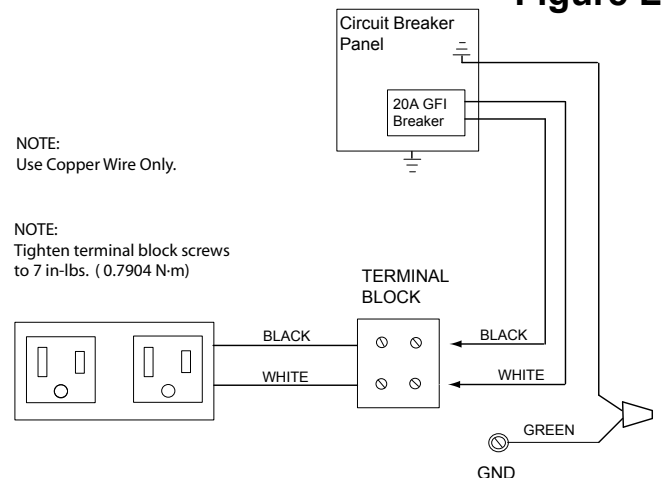 Figure E
Circuit Breaker
Panel
20A GFI
Breaker
NOTE:
Use Copper Wire Only.
NOTE:
Tighten terminal block screws
to 7 in-lbs. ( 0.7904 N·m)
TERMINAL
BLOCK
BLACK
BLACK
WHITE
WHITE
GREEN
GND